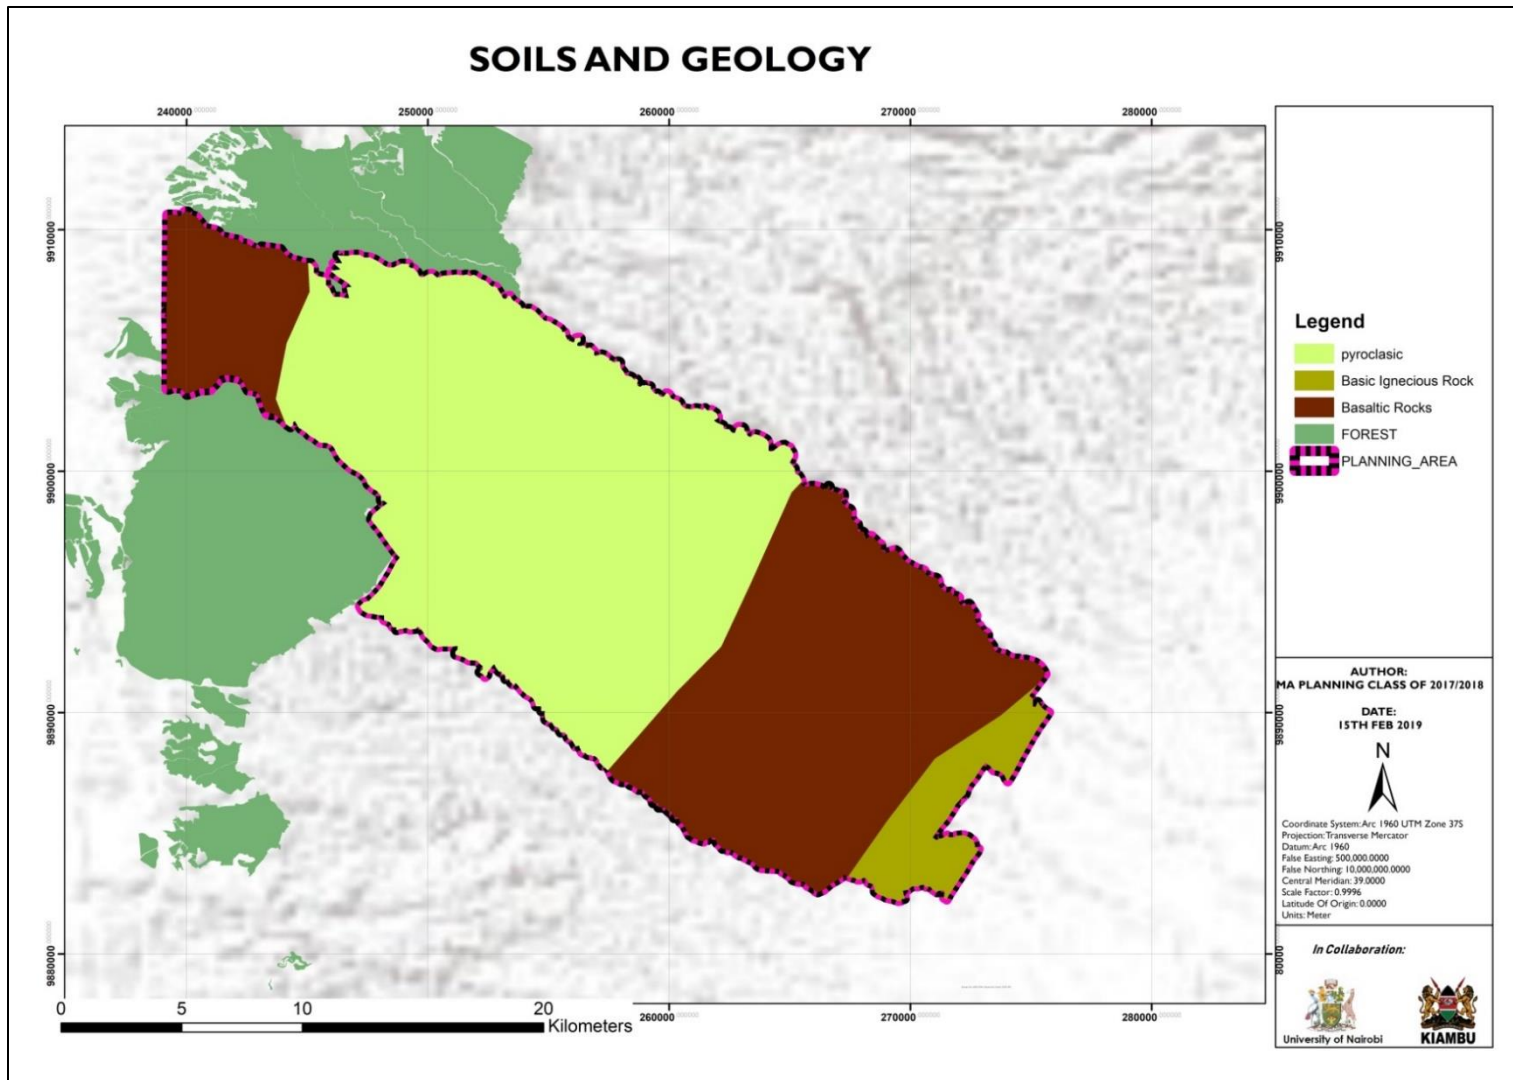 SOILS AND GEOLOGY
240000
250000
260000
270000
280000
9910000
9900000
9890000
9880000
9910000
9900000
9890000
9880000
Legend
pyroclasic
Basic Ignecious Rock
Basaltic Rocks
FOREST
PLANNING_AREA
AUTHOR:
MA PLANNING CLASS OF 2017/2018
DATE:
15TH FEB 2019
N
Coordinate System: Arc 1960 UTM Zone 37S
Projection: Transverse Mercator
Datum: Arc 1960
False Easting: 500,000.0000
False Northing: 10,000,000.0000
Central Meridian: 39.0000
Scale Factor: 0.9996
Latitude Of Origin: 0.0000
Units: Meter
In Collaboration:
University of Nairobi
KIAMBU
0 5 10 20
Kilometers
260000
270000
280000